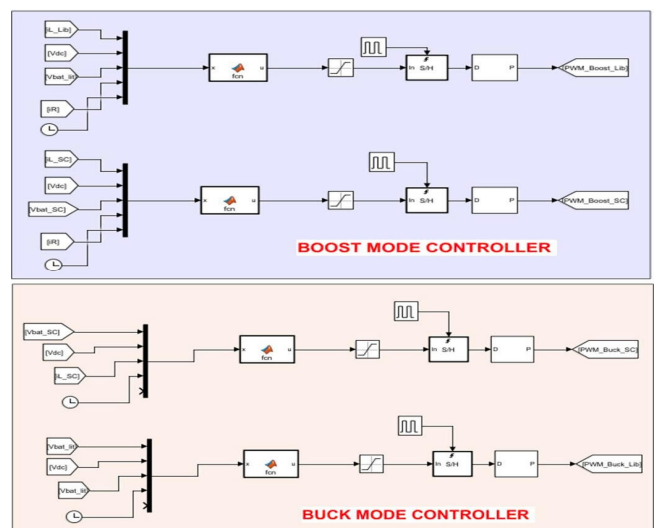 [iL_Lib]
[Vdc]
[Vbat_lit]
[iR]
x
fcn
u
In
S/H
D
P
[PWM_Boost_Lib]
[iL_SC]
[Vdc]
[Vbat_SC]
[iR]
x
fcn
u
In
S/H
D
P
[PWM_Boost_SC]
BOOST MODE CONTROLLER
[Vbat_SC]
[Vdc]
[iL_SC]
x
fcn
u
In
S/H
D
P
[PWM_Buck_SC]
[Vbat_lit]
[Vdc]
[Vbat_lit]
x
fcn
u
In
S/H
D
P
[PWM_Buck_Lib]
BUCK MODE CONTROLLER